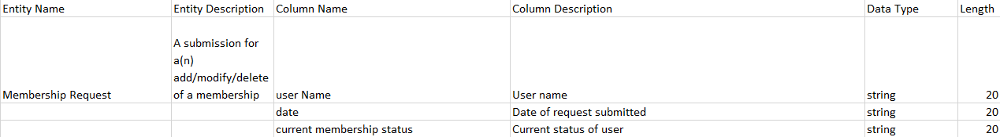 Entity Name Entity Description Column Name Column Description Data Type Length
A submission for
a(n)
add/modify/delete
Membership Request of a membership user Name User name string 20
date Date of request submitted string 20
current membership status Current status of user string 20